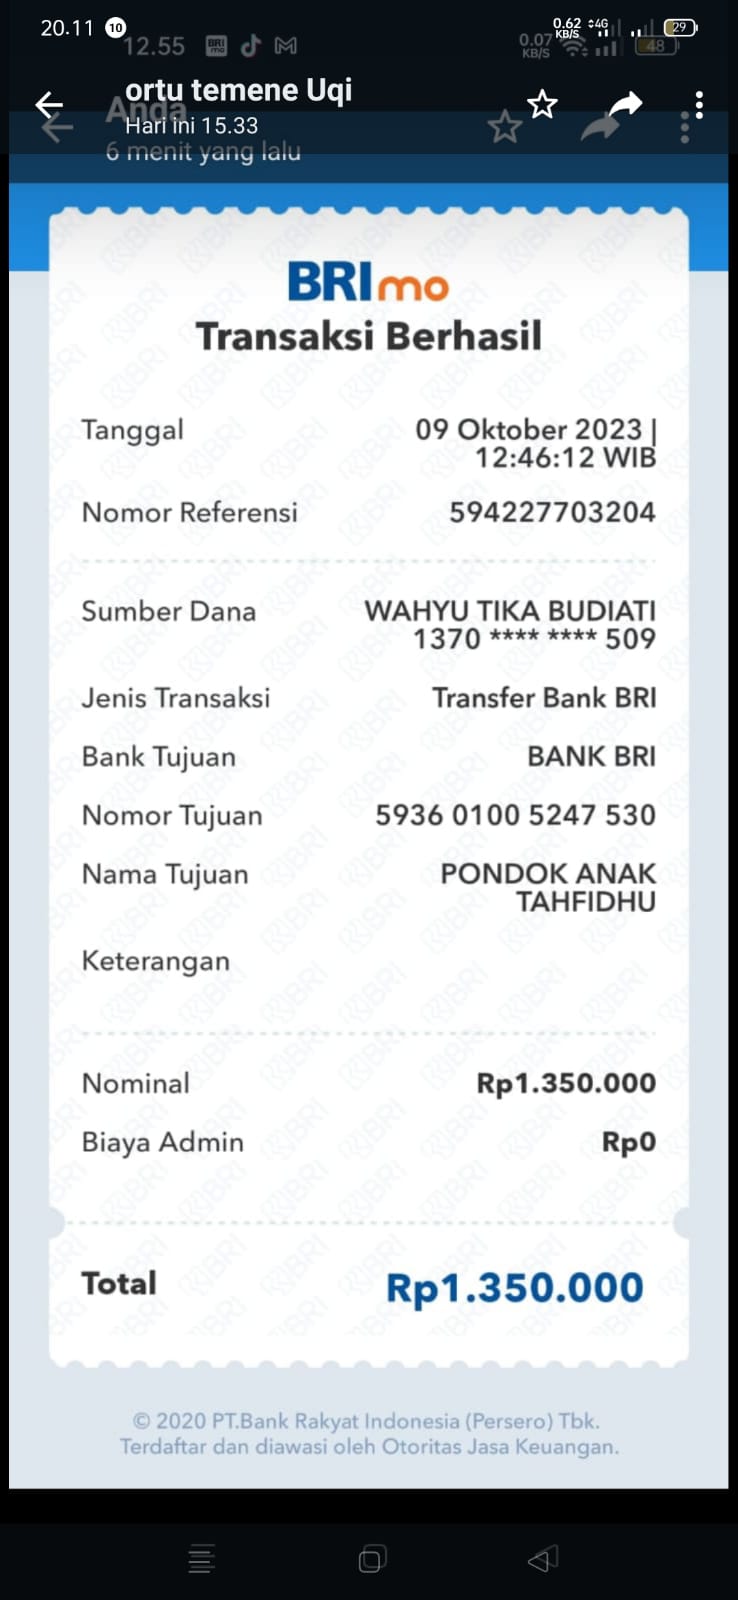 20.11 10 0.62 KB/S 4G 29
12.55 BRI mo 0.07 KB/S 48
ortu temene Uqi
Anda
Hari ini 15.33
6 menit yang lalu
BRImo
Transaksi Berhasil
Tanggal 09 Oktober 2023 |
12:46:12 WIB
Nomor Referensi 594227703204
Sumber Dana WAHYU TIKA BUDIATI
1370 **** **** 509
Jenis Transaksi Transfer Bank BRI
Bank Tujuan BANK BRI
Nomor Tujuan 5936 0100 5247 530
Nama Tujuan PONDOK ANAK
TAHFIDHU
Keterangan
Nominal Rp1.350.000
Biaya Admin Rp0
Total Rp1.350.000
© 2020 PT.Bank Rakyat Indonesia (Persero) Tbk.
Terdaftar dan diawasi oleh Otoritas Jasa Keuangan.